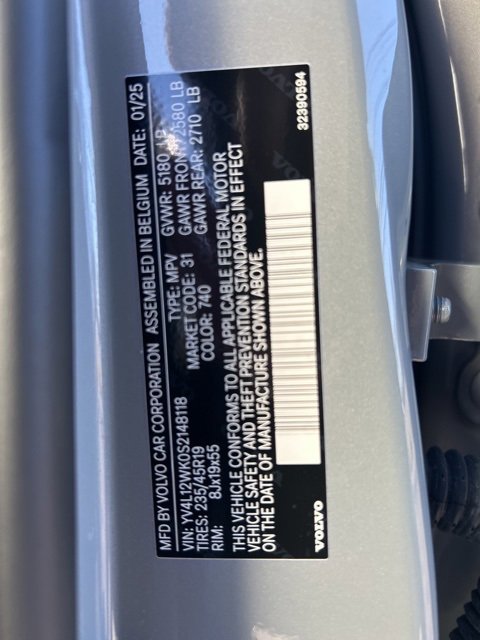 MFD BY VOLVO CAR CORPORATION ASSEMBLED IN BELGIUM DATE: 01/25
VIN: YV4L12WK0S2148118 TYPE: MPV GVWR: 5180 LB
TIRES: 235/45R19 MARKET CODE: 31 GAWR FRONT: 2580 LB
RIM: 8Jx19x55 COLOR: 740 GAWR REAR: 2710 LB
THIS VEHICLE CONFORMS TO ALL APPLICABLE FEDERAL MOTOR
VEHICLE SAFETY AND THEFT PREVENTION STANDARDS IN EFFECT
ON THE DATE OF MANUFACTURE SHOWN ABOVE.
VOLVO 32390594